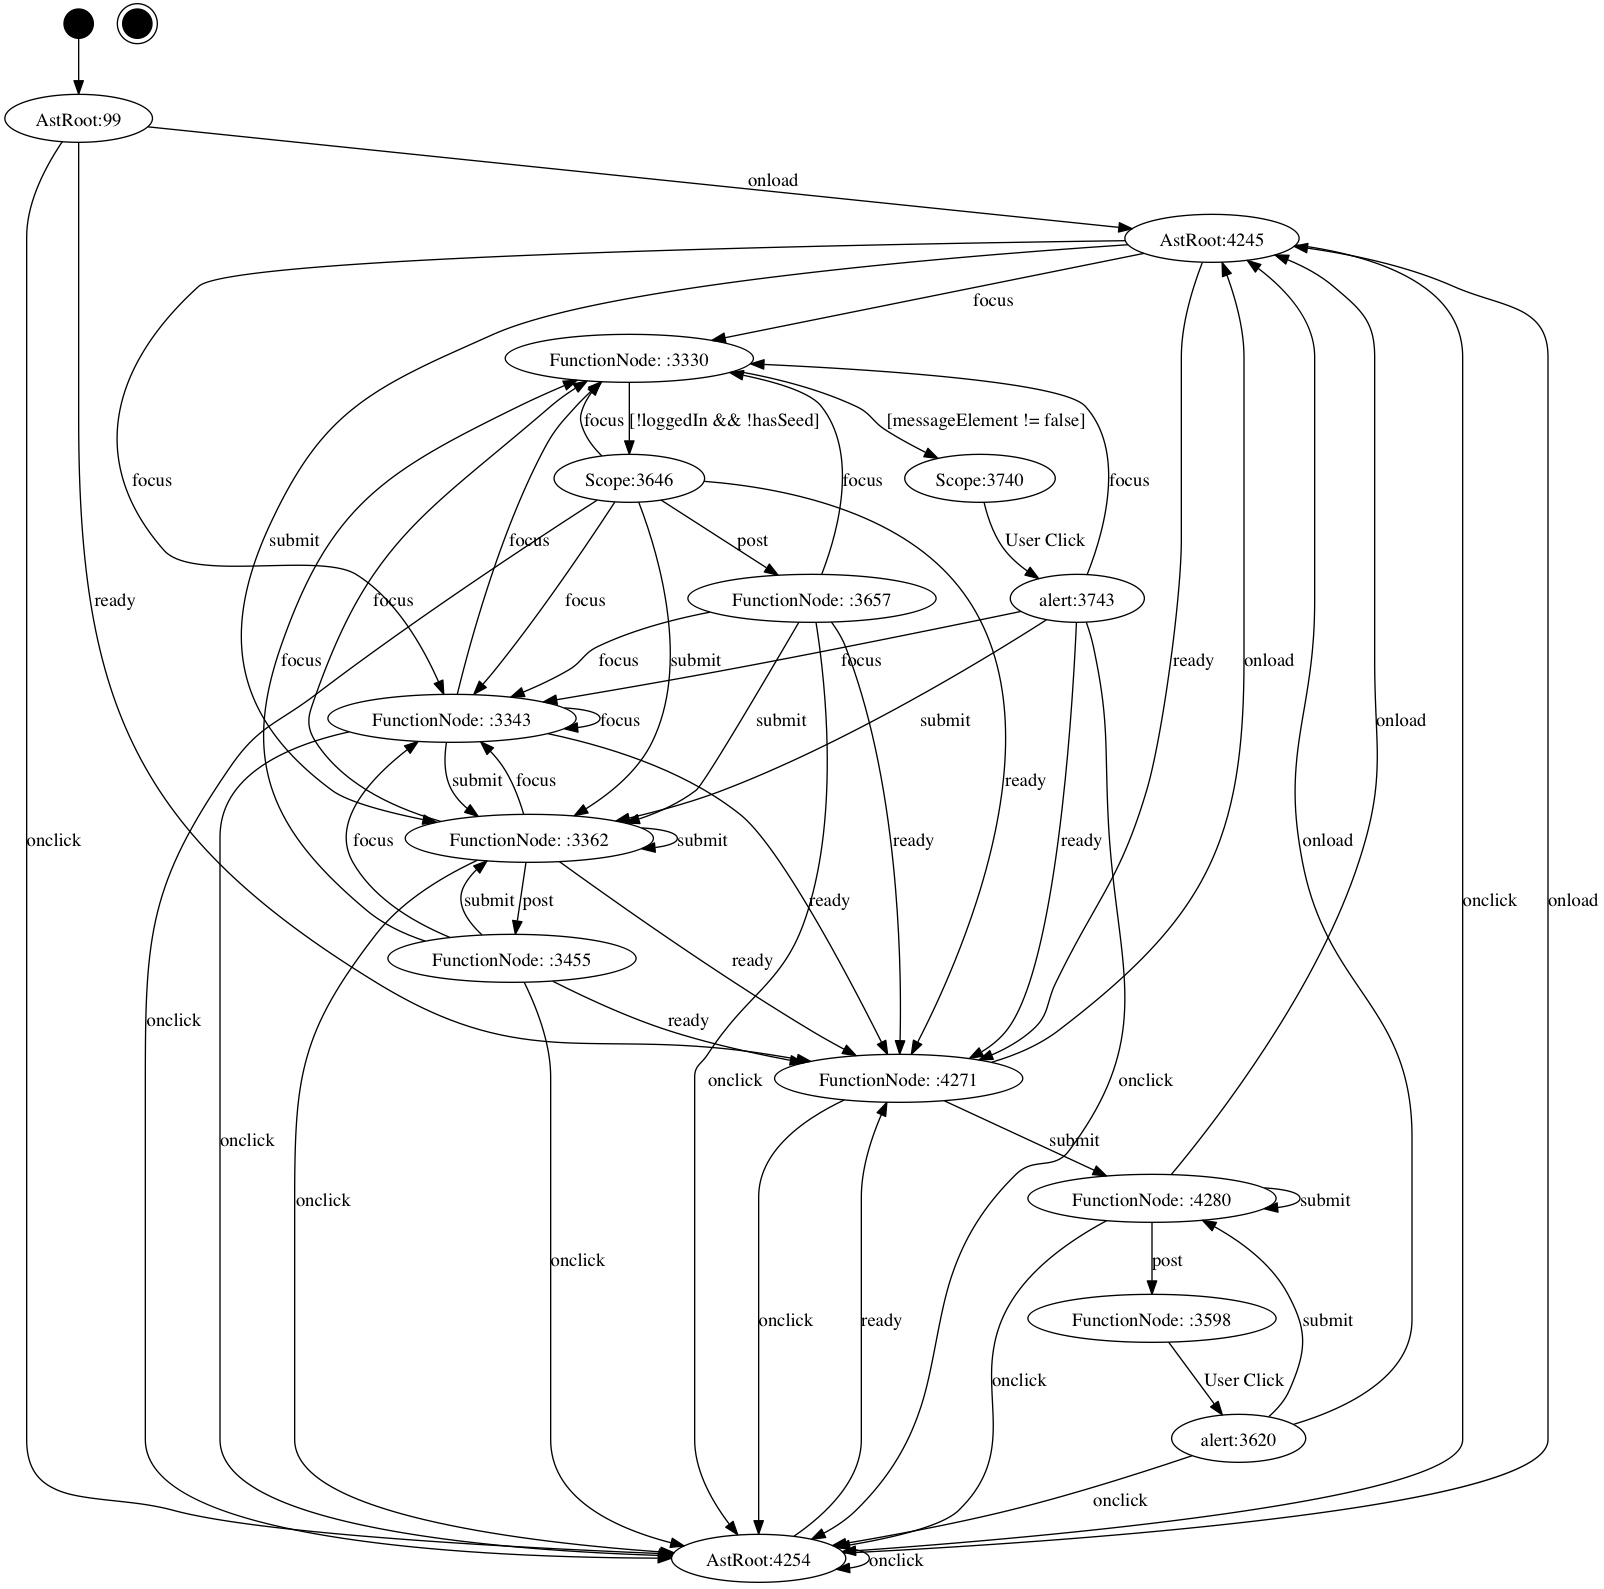 AstRoot:99
onload
AstRoot:4245
focus
FunctionNode: :3330
focus
[!loggedIn && !hasSeed]
[messageElement != false]
focus
Scope:3646
focus
Scope:3740
focus
submit
focus
post
User Click
ready
focus
focus
FunctionNode: :3657
alert:3743
focus
focus
submit
focus
ready
onload
FunctionNode: :3343
focus
submit
submit
onload
submit
focus
ready
onclick
focus
FunctionNode: :3362
submit
ready
ready
onload
submit
post
ready
onclick
onload
FunctionNode: :3455
ready
onclick
ready
onclick
FunctionNode: :4271
onclick
onclick
submit
onclick
FunctionNode: :4280
submit
onclick
post
onclick
ready
FunctionNode: :3598
submit
onclick
User Click
alert:3620
onclick
AstRoot:4254
onclick